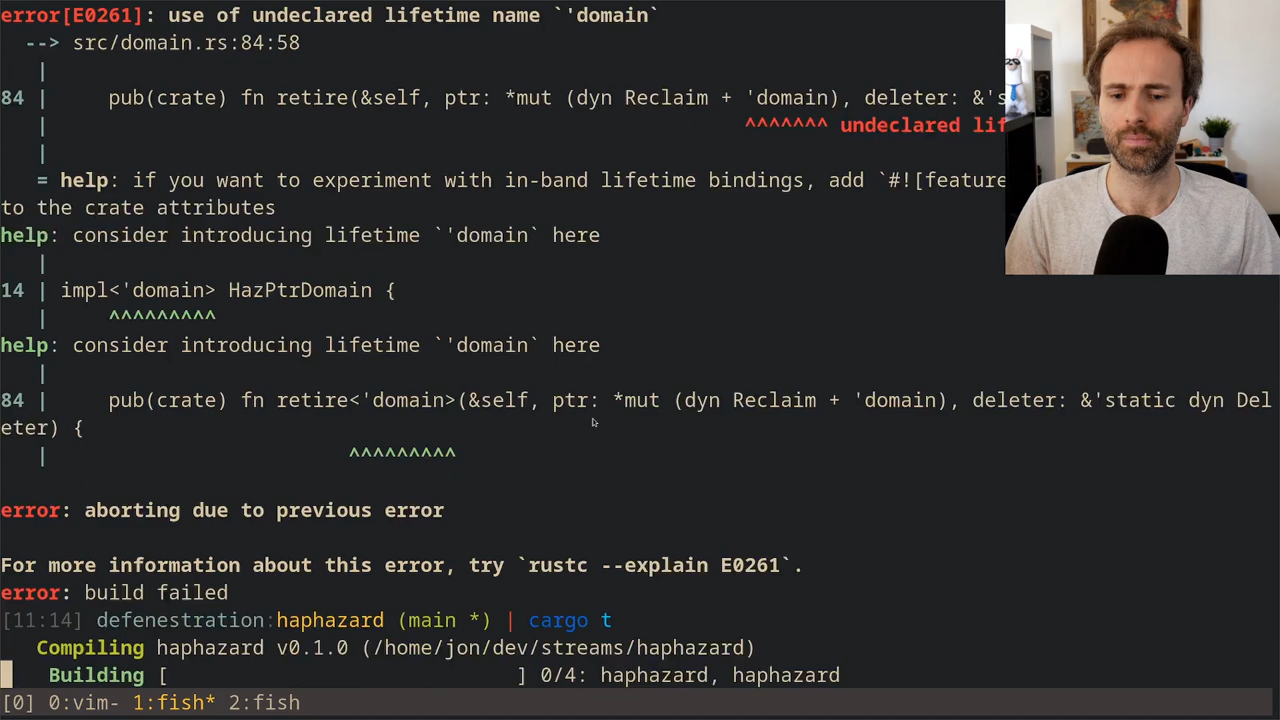 error[E0261]: use of undeclared lifetime name `'domain`
--> src/domain.rs:84:58
|
84 | pub(crate) fn retire(&self, ptr: *mut (dyn Reclaim + 'domain), deleter: &'s
| ^^^^^^^ undeclared lif
|
= help: if you want to experiment with in-band lifetime bindings, add `#![feature
to the crate attributes
help: consider introducing lifetime `'domain` here
|
14 | impl<'domain> HazPtrDomain {
| ^^^^^^^^^
help: consider introducing lifetime `'domain` here
|
84 | pub(crate) fn retire<'domain>(&self, ptr: *mut (dyn Reclaim + 'domain), deleter: &'static dyn Del
eter) {
| ^^^^^^^^^
error: aborting due to previous error
For more information about this error, try `rustc --explain E0261`.
error: build failed
[11:14] defenestration:haphazard (main *) | cargo t
Compiling haphazard v0.1.0 (/home/jon/dev/streams/haphazard)
Building [ ] 0/4: haphazard, haphazard
[0] 0:vim- 1:fish* 2:fish